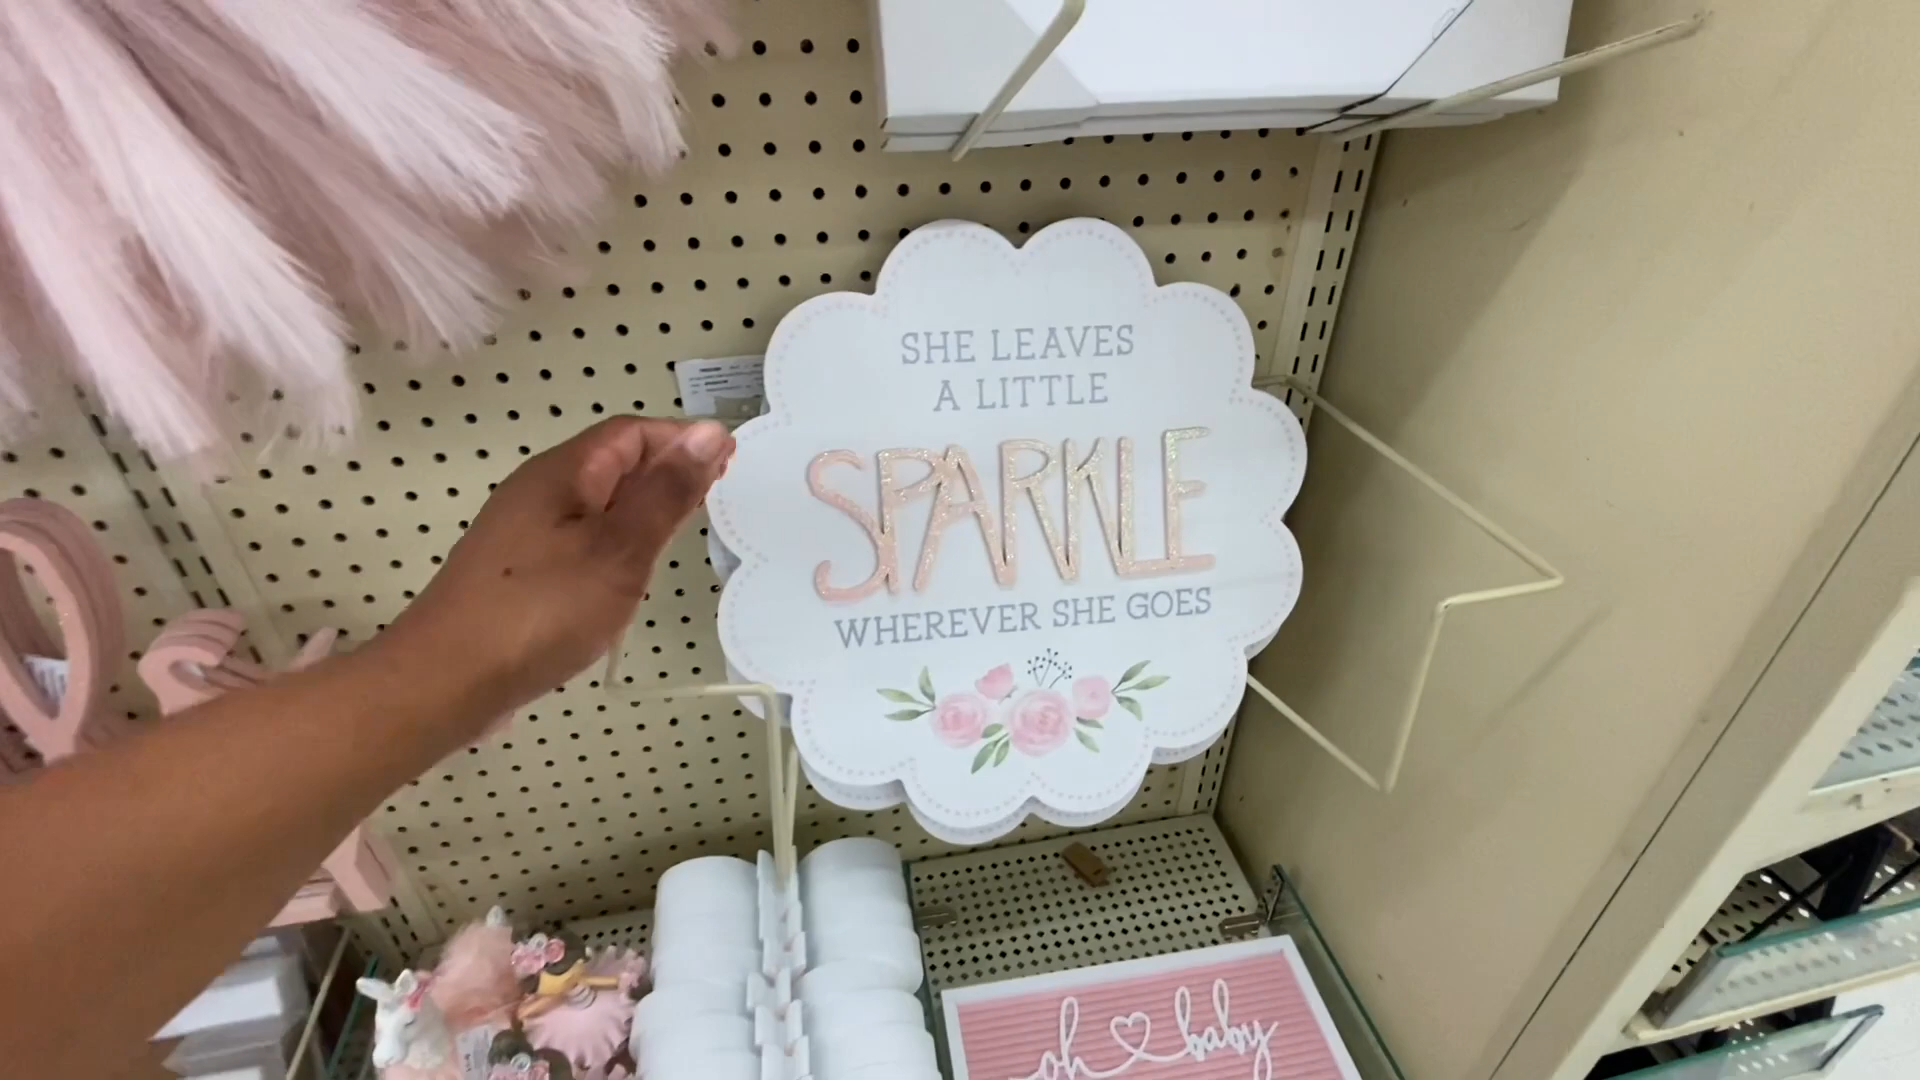 SHE LEAVES
A LITTLE
SPARKLE
WHEREVER SHE GOES
oh baby